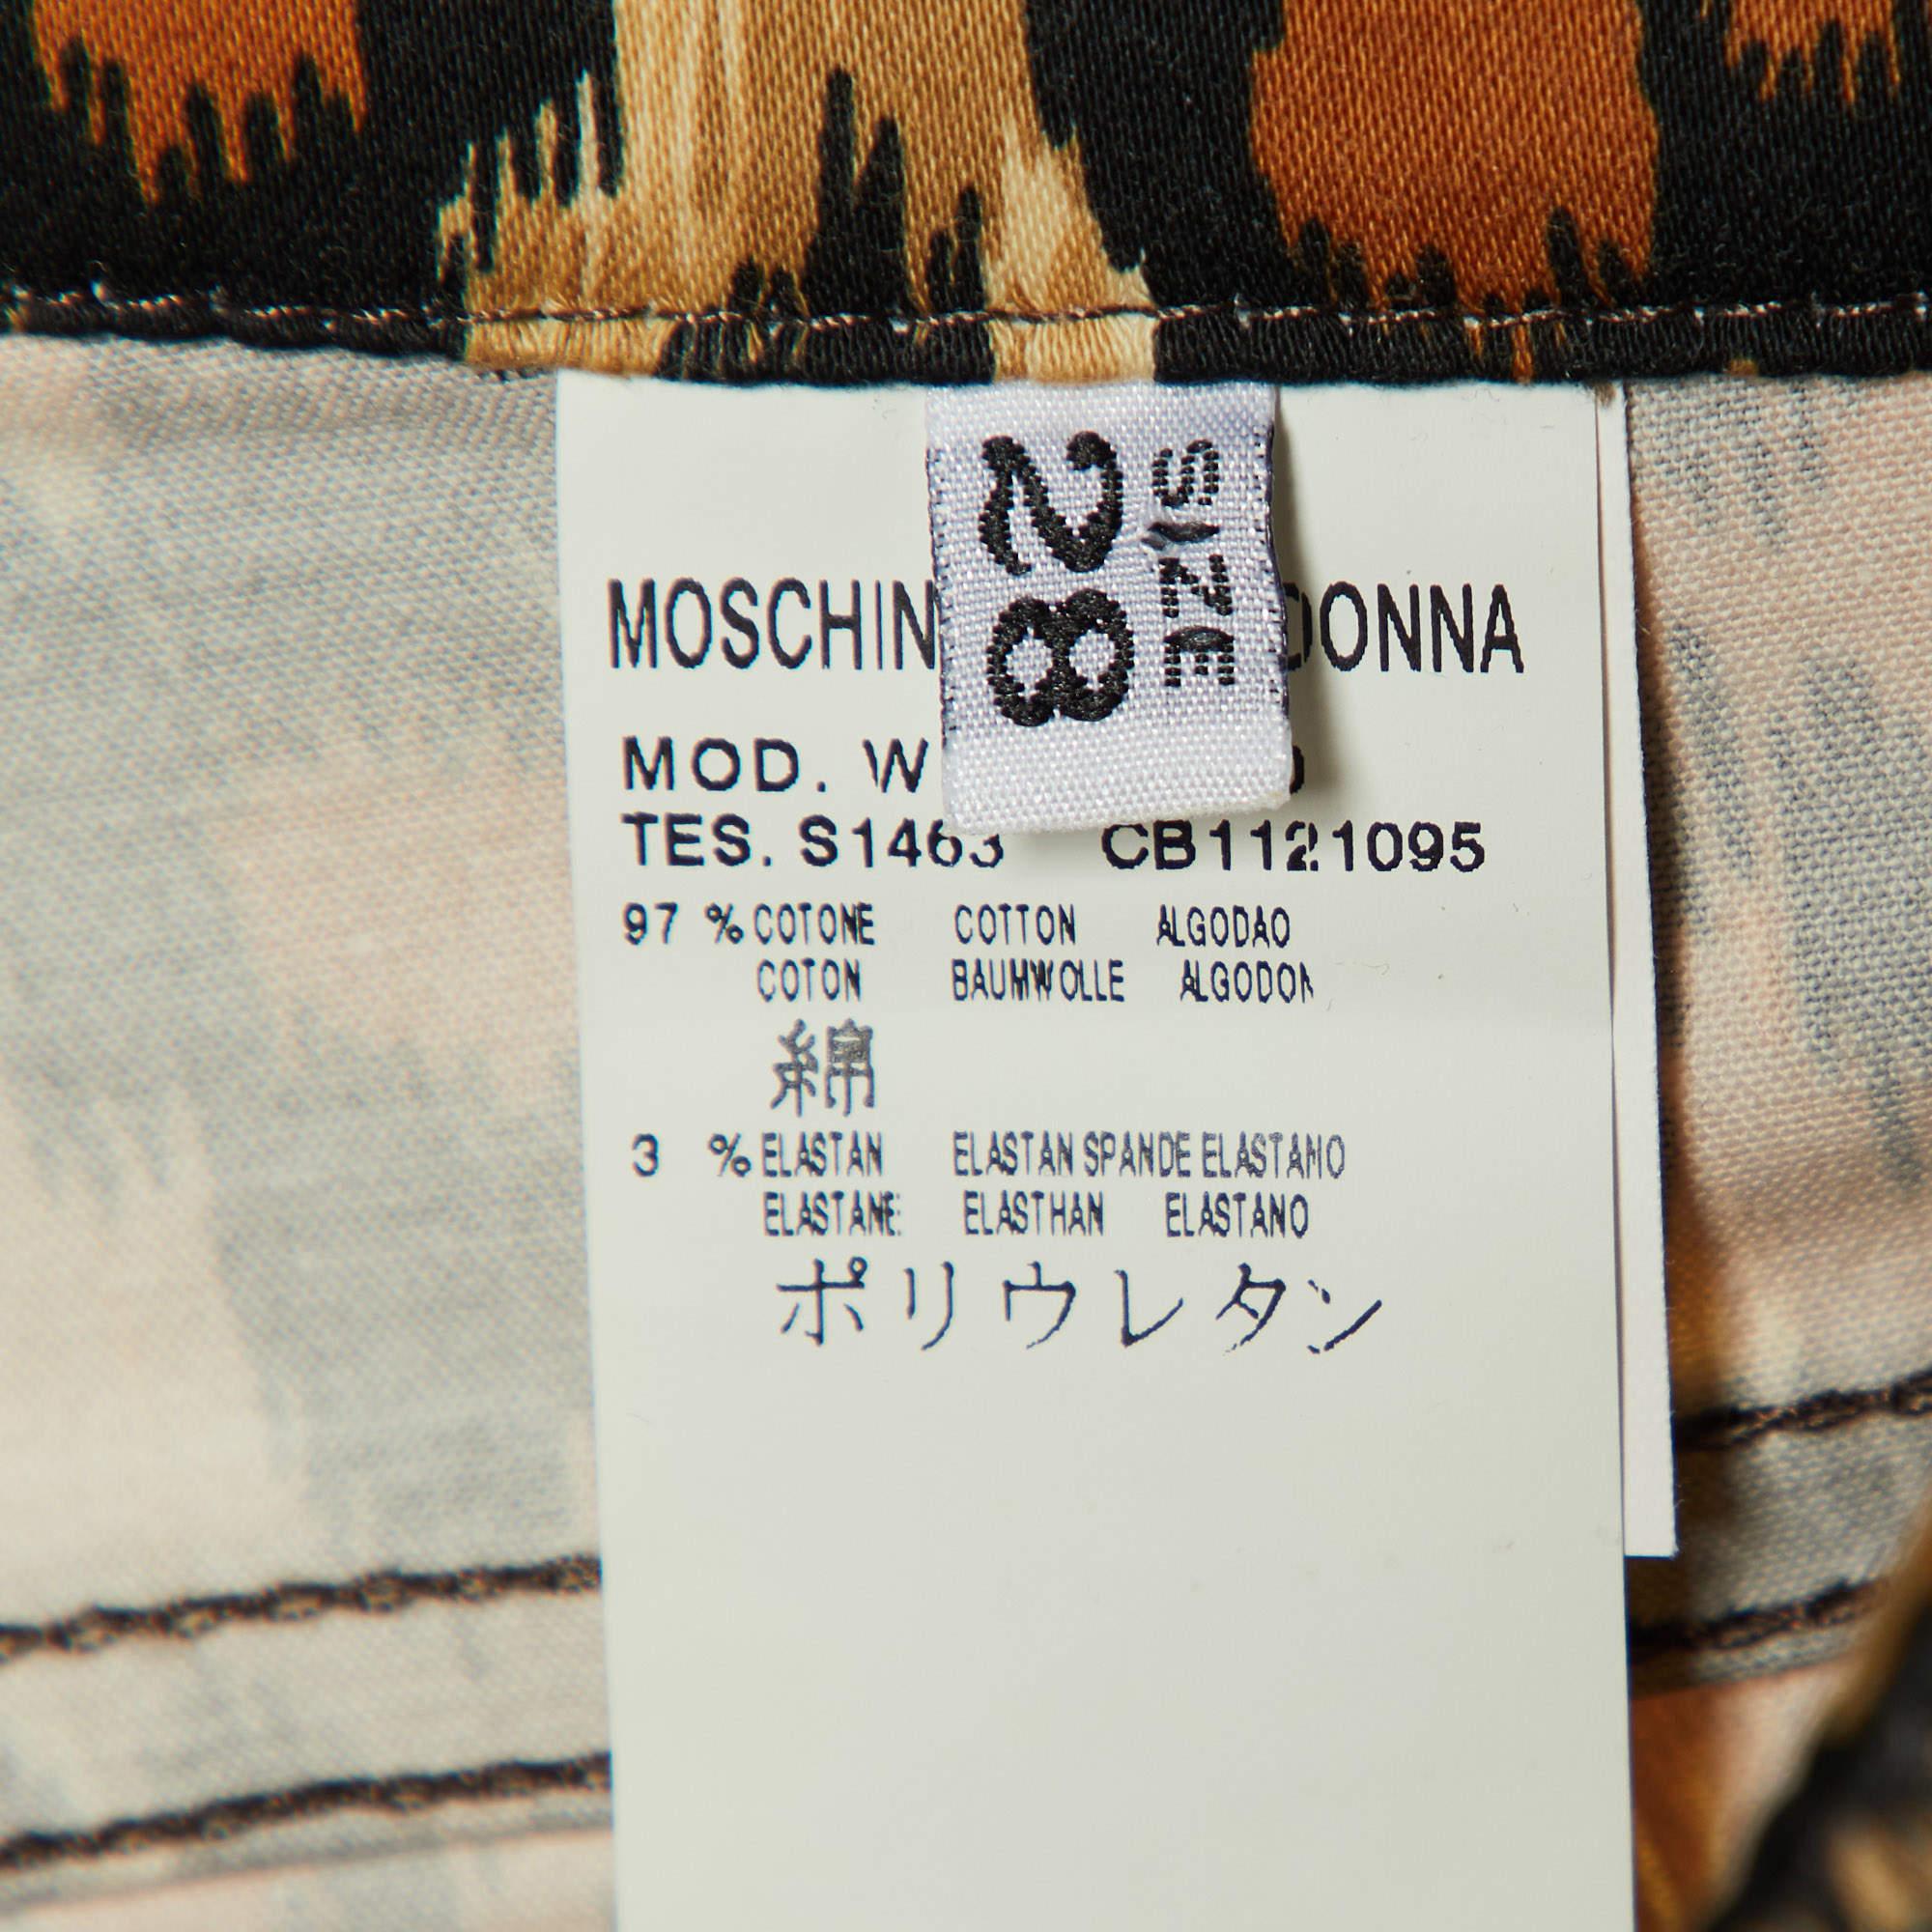 28
SIZE
MOSCHIN DONNA
MOD. W
TES. S1463 CB1121095
97 % COTONE COTTON ALGODAO
COTON BAUMWOLLE ALGODON
綿
3 % ELASTAN ELASTAN SPANDE ELASTANO
ELASTANE ELASTHAN ELASTANO
ポリウレタン